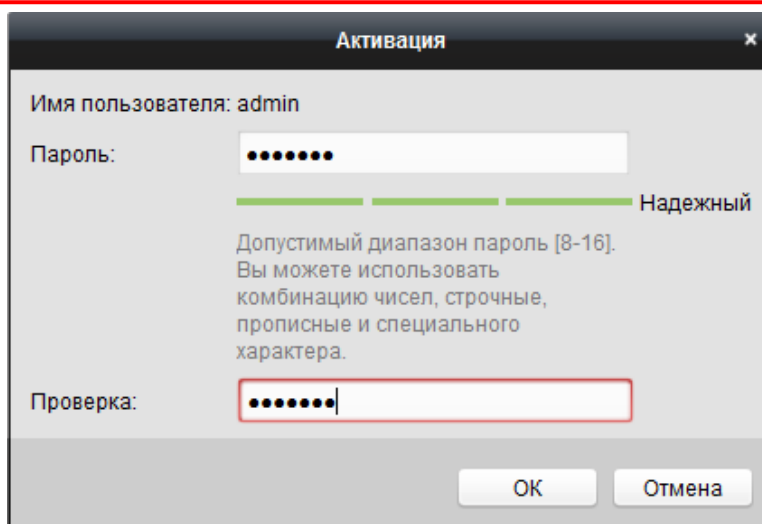 Активация ×
Имя пользователя: admin
Пароль: •••••••
Надежный
Допустимый диапазон пароль [8-16].
Вы можете использовать
комбинацию чисел, строчные,
прописные и специального
характера.
Проверка: •••••••
ОК Отмена